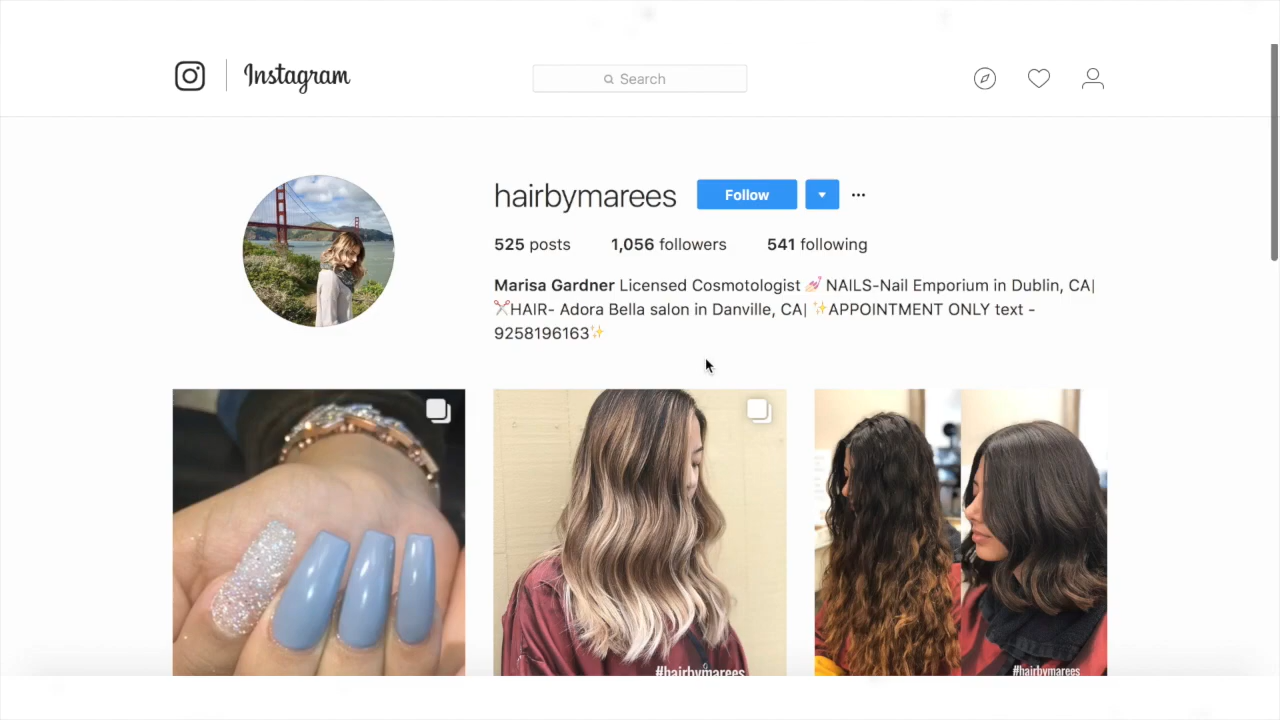 Instagram
Search
hairbymarees
Follow
525 posts
1,056 followers
541 following
Marisa Gardner Licensed Cosmotologist 💅 NAILS-Nail Emporium in Dublin, CA|
✂️HAIR- Adora Bella salon in Danville, CA| ✨APPOINTMENT ONLY text -
9258196163✨
#hairbymarees
#hairbymarees